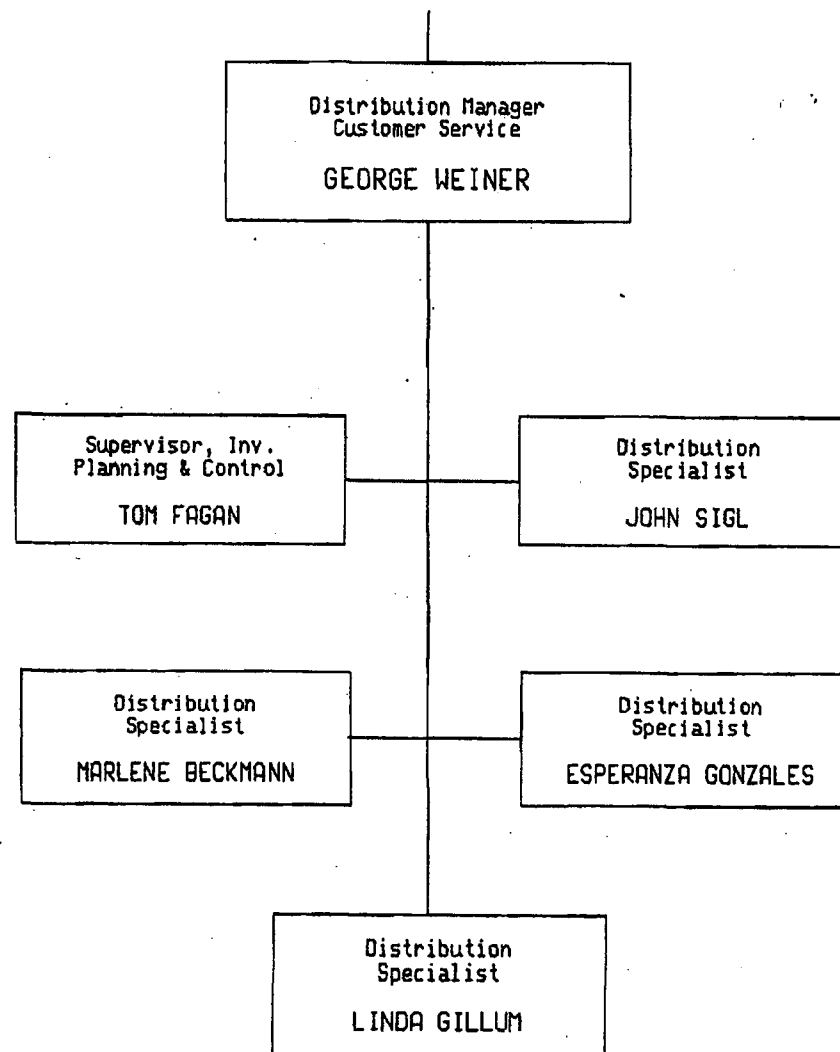 Distribution Manager
Customer Service
GEORGE WEINER
Supervisor, Inv.
Planning & Control
TOM FAGAN
Distribution
Specialist
JOHN SIGL
Distribution
Specialist
MARLENE BECKMANN
Distribution
Specialist
ESPERANZA GONZALES
Distribution
Specialist
LINDA GILLUM